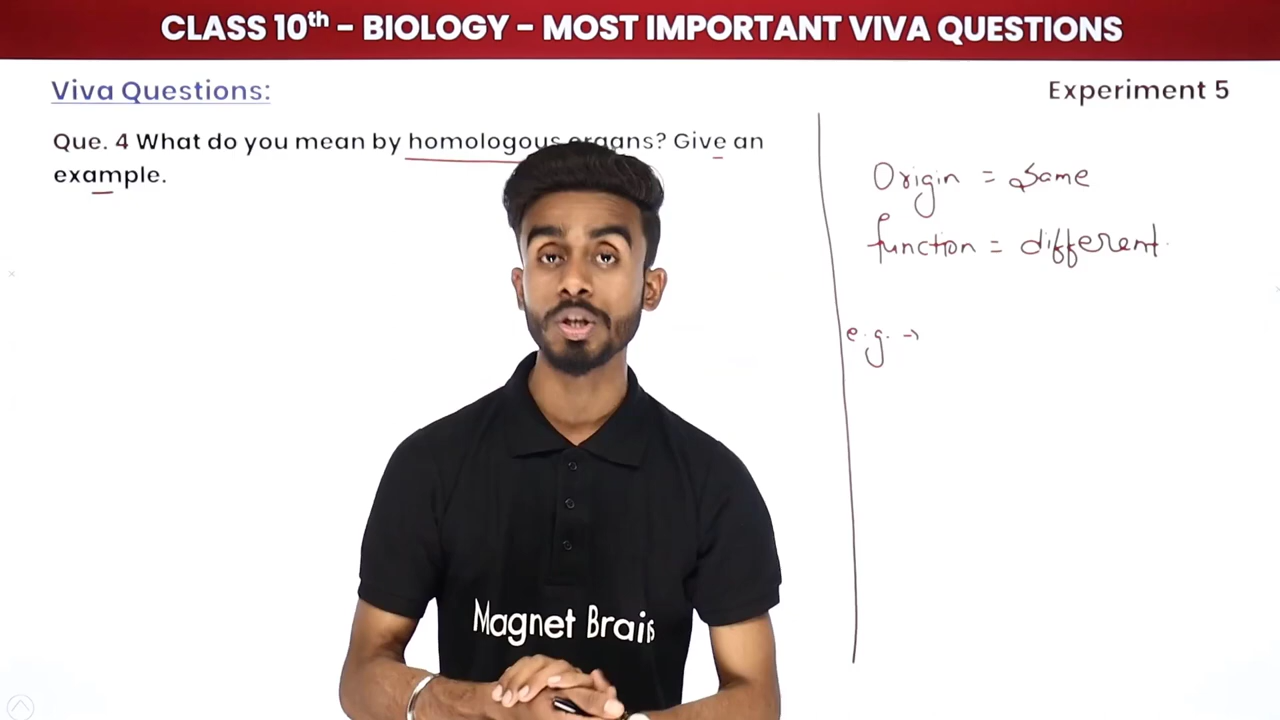 CLASS 10th - BIOLOGY - MOST IMPORTANT VIVA QUESTIONS
Viva Questions:
Experiment 5
Que. 4 What do you mean by homologous organs? Give an
example.
Origin = Same
function = different.
e.g. →
Magnet Brains